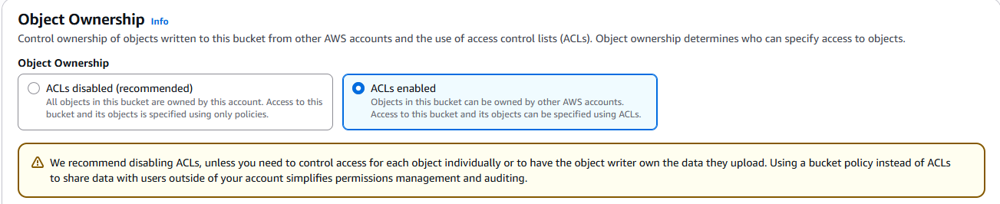 Object Ownership Info
Control ownership of objects written to this bucket from other AWS accounts and the use of access control lists (ACLs). Object ownership determines who can specify access to objects.
Object Ownership
ACLs disabled (recommended)
All objects in this bucket are owned by this account. Access to this
bucket and its objects is specified using only policies.
ACLs enabled
Objects in this bucket can be owned by other AWS accounts.
Access to this bucket and its objects can be specified using ACLs.
We recommend disabling ACLs, unless you need to control access for each object individually or to have the object writer own the data they upload. Using a bucket policy instead of ACLs
to share data with users outside of your account simplifies permissions management and auditing.